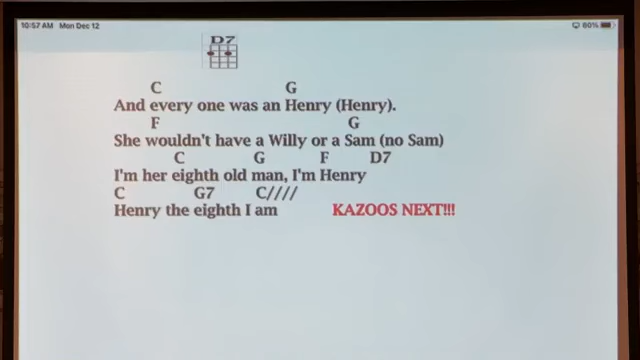 10:57 AM Mon Dec 12
60%
D7
C G
And every one was an Henry (Henry).
F G
She wouldn't have a Willy or a Sam (no Sam)
C G F D7
I'm her eighth old man, I'm Henry
C G7 C////
Henry the eighth I am KAZOOS NEXT!!!